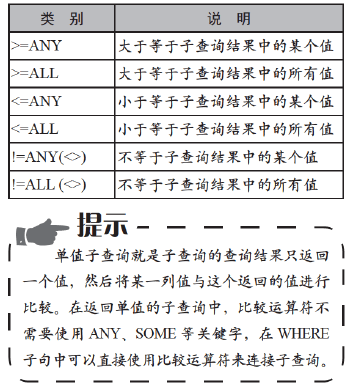 类 别 说 明
>=ANY 大于等于子查询结果中的某个值
>=ALL 大于等于子查询结果中的所有值
<=ANY 小于等于子查询结果中的某个值
<=ALL 小于等于子查询结果中的所有值
!=ANY(<>) 不等于子查询结果中的某个值
!=ALL (<>) 不等于子查询结果中的所有值
提示
单值子查询就是子查询的查询结果只返回
一个值，然后将某一列值与这个返回的值进行
比较。在返回单值的子查询中，比较运算符不
需要使用 ANY、SOME 等关键字，在 WHERE
子句中可以直接使用比较运算符来连接子查询。